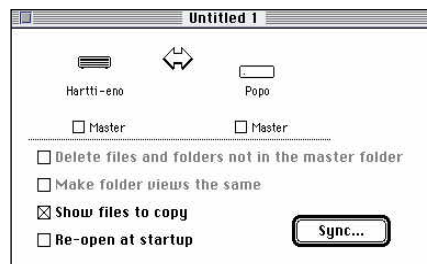 Untitled 1
Hartti-eno
Popo
Master
Master
Delete files and folders not in the master folder
Make folder views the same
Show files to copy
Re-open at startup
Sync...